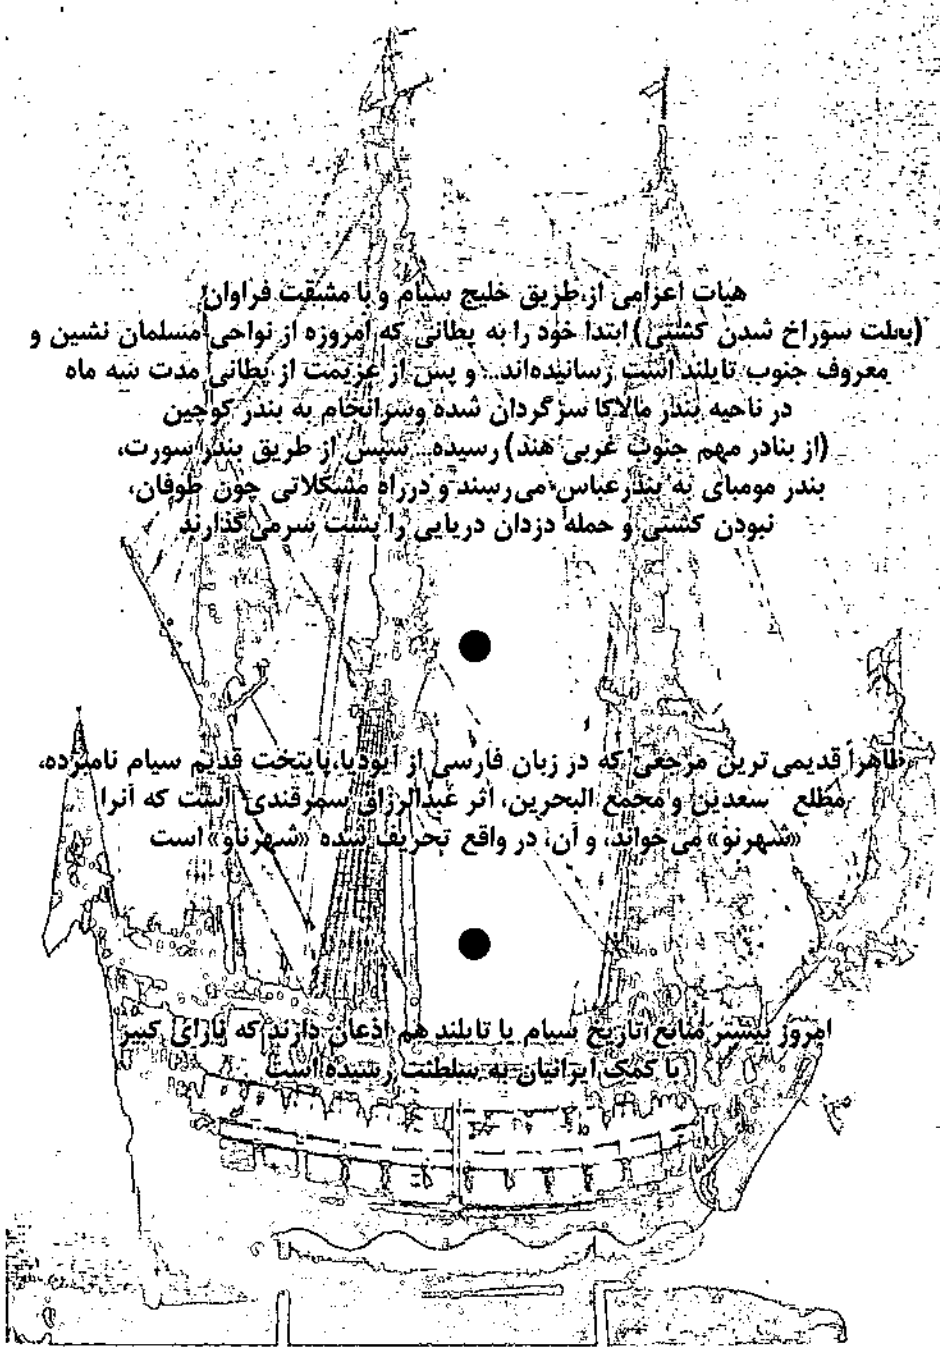 هیات اعزامی از طریق خلیج سیام و با مشقت فراوان
(بعلت سوراخ شدن کشتی) ابتدا خود را به پطانی که امروزه از نواحی مسلمان نشین و
معروف جنوب تایلند است رسانیده‌اند.. و پس از عزیمت از پطانی مدت سه ماه
در ناحیه بندر مالاکا سرگردان شده وسرانجام به بندر کوچین
(از بنادر مهم جنوب غربی هند) رسیده.. سپس از طریق بندر سورت،
بندر مومبای به بندرعباس می‌رسند و درراه مشکلاتی چون طوفان،
نبودن کشتی و حمله دزدان دریایی را پشت سرمی‌گذارند
ظاهراً قدیمی‌ترین مرجعی که در زبان فارسی از آیودیا، پایتخت قدیم سیام نامبرده،
مطلع سعدین و مجمع البحرین، اثر عبدالرزاق سمرقندی است که آنرا
«شهرنو» می‌خواند، و آن، در واقع تحریف شده «شهرناو» است
امروز بیشتر منابع تاریخ سیام یا تایلند هم اذعان دارند که نارای کبیر
با کمک ایرانیان به سلطنت رسیده است